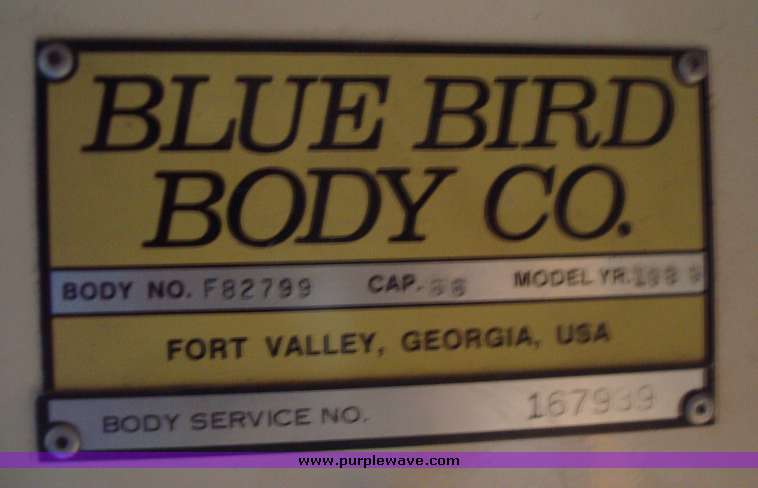 BLUE BIRD
BODY CO.
BODY NO. F82799 CAP. MODEL YR.
FORT VALLEY, GEORGIA, USA
BODY SERVICE NO. 167939
www.purplewave.com